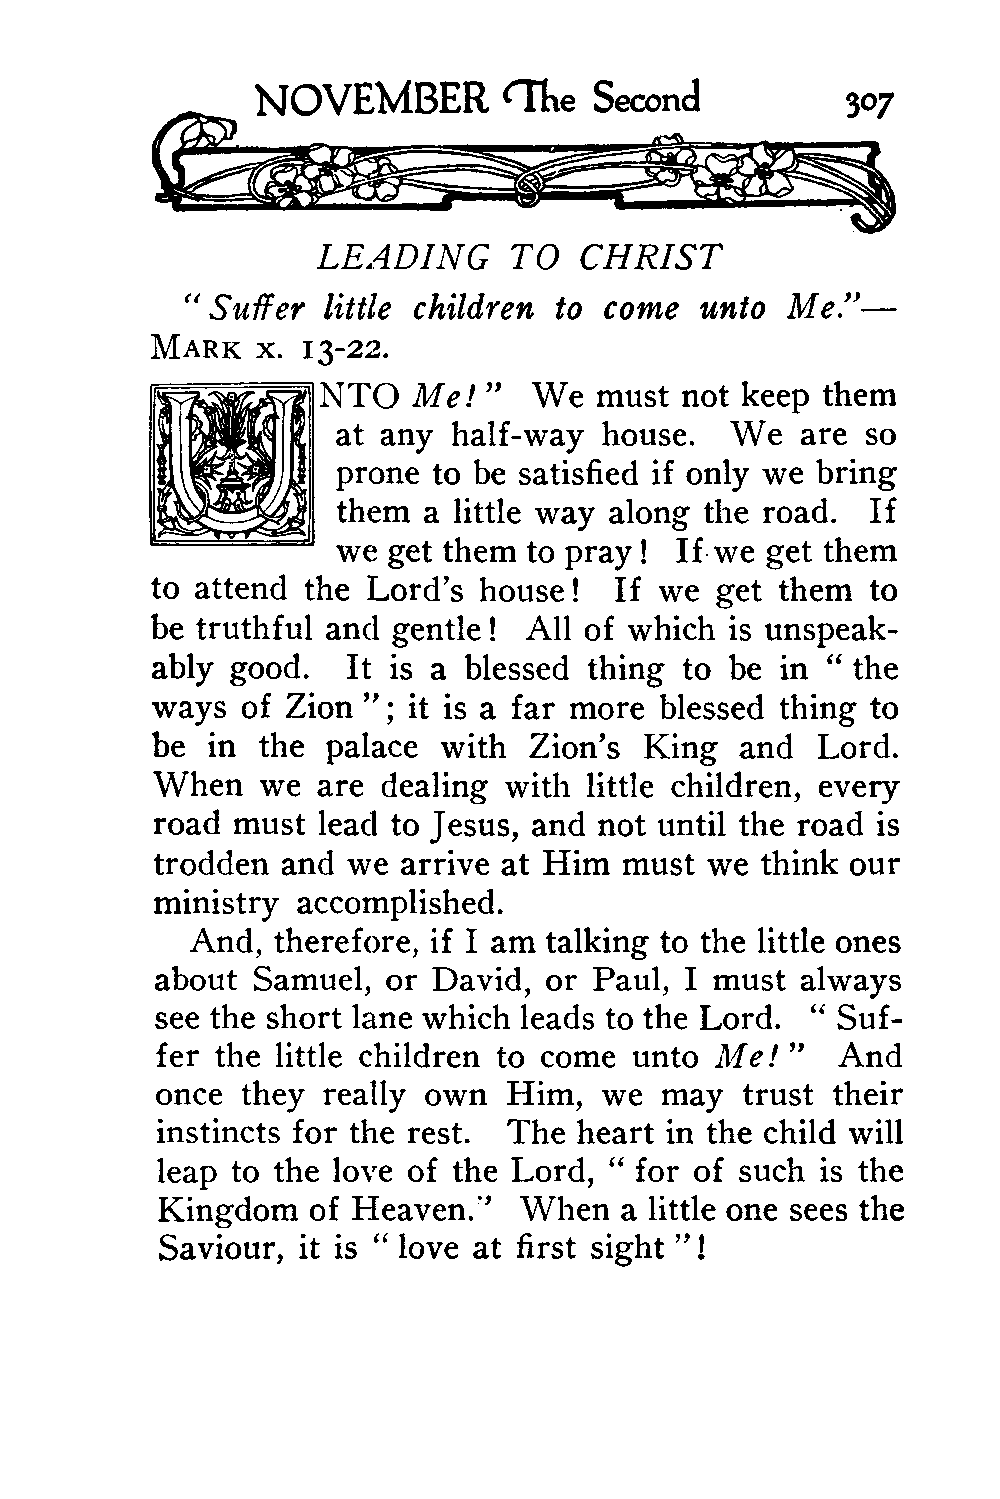 NOVEMBER The Second 307
LEADING TO CHRIST
“Suffer little children to come unto Me.”—
MARK X. 13-22.
UNTO Me!” We must not keep them
at any half-way house. We are so
prone to be satisfied if only we bring
them a little way along the road. If
we get them to pray! If we get them
to attend the Lord’s house! If we get them to
be truthful and gentle! All of which is unspeak-
ably good. It is a blessed thing to be in “the
ways of Zion”; it is a far more blessed thing to
be in the palace with Zion’s King and Lord.
When we are dealing with little children, every
road must lead to Jesus, and not until the road is
trodden and we arrive at Him must we think our
ministry accomplished.
And, therefore, if I am talking to the little ones
about Samuel, or David, or Paul, I must always
see the short lane which leads to the Lord. “Suf-
fer the little children to come unto Me!” And
once they really own Him, we may trust their
instincts for the rest. The heart in the child will
leap to the love of the Lord, “for of such is the
Kingdom of Heaven.” When a little one sees the
Saviour, it is “love at first sight”!